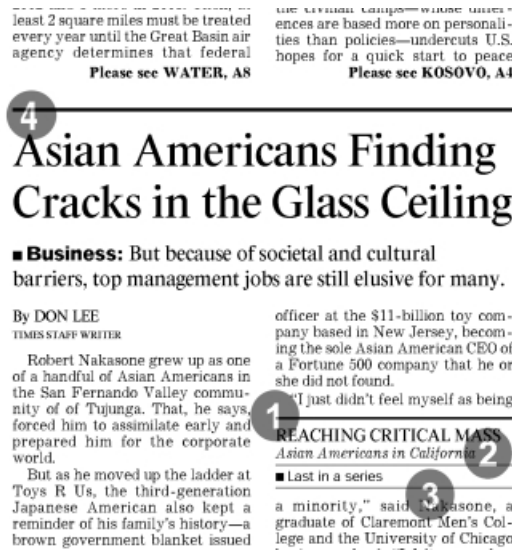 least 2 square miles must be treated
every year until the Great Basin air
agency determines that federal
Please see WATER, A8
the civilian camps—whose differ-
ences are based more on personali-
ties than policies—undercuts U.S.
hopes for a quick start to peace
Please see KOSOVO, A4
4
Asian Americans Finding
Cracks in the Glass Ceiling
■ Business: But because of societal and cultural
barriers, top management jobs are still elusive for many.
By DON LEE
TIMES STAFF WRITER
Robert Nakasone grew up as one
of a handful of Asian Americans in
the San Fernando Valley commu-
nity of of Tujunga. That, he says,
forced him to assimilate early and
prepared him for the corporate
world.
But as he moved up the ladder at
Toys R Us, the third-generation
Japanese American also kept a
reminder of his family's history—a
brown government blanket issued
officer at the $11-billion toy com-
pany based in New Jersey, becom-
ing the sole Asian American CEO of
a Fortune 500 company that he or
she did not found.
"I just didn't feel myself as being
1
REACHING CRITICAL MASS
Asian Americans in California
2
■ Last in a series
3
a minority," said Nakasone, a
graduate of Claremont Men's Col-
lege and the University of Chicago